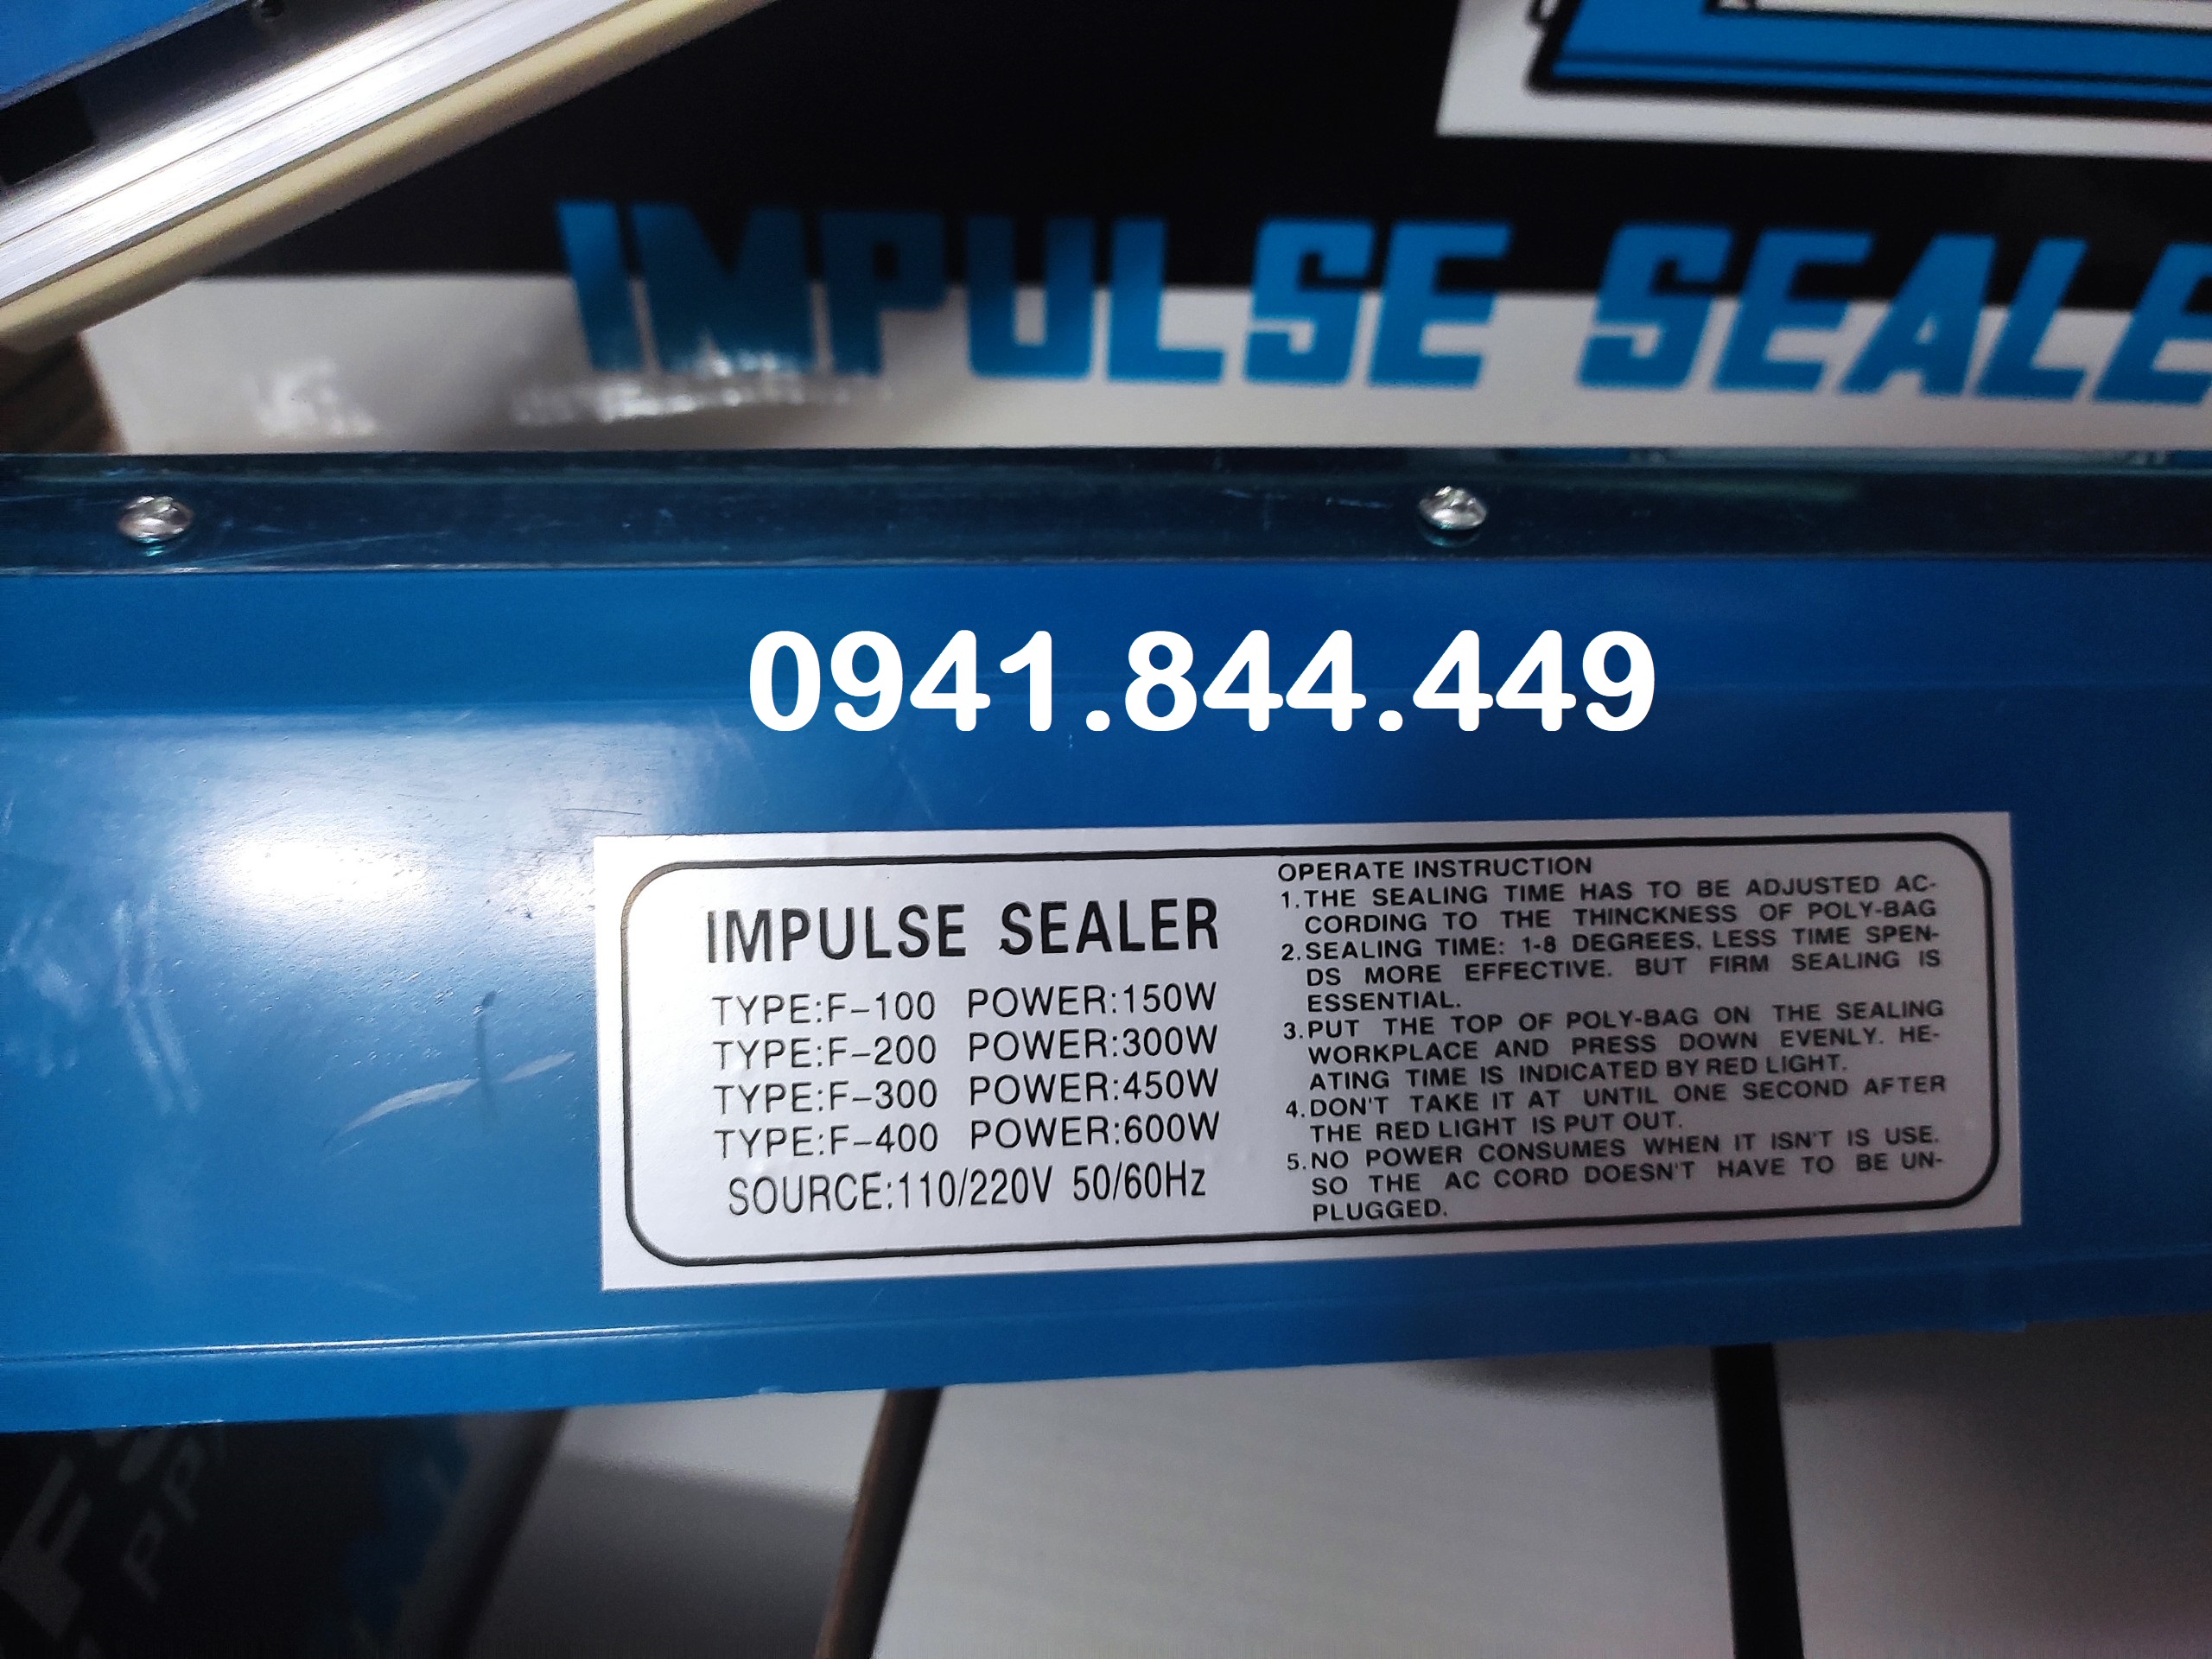 IMPULSE SEALE
0941.844.449
IMPULSE SEALER
TYPE:F-100 POWER:150W
TYPE:F-200 POWER:300W
TYPE:F-300 POWER:450W
TYPE:F-400 POWER:600W
SOURCE:110/220V 50/60Hz
OPERATE INSTRUCTION
1.THE SEALING TIME HAS TO BE ADJUSTED AC-
CORDING TO THE THINCKNESS OF POLY-BAG
2.SEALING TIME: 1-8 DEGREES. LESS TIME SPEN-
DS MORE EFFECTIVE. BUT FIRM SEALING IS
ESSENTIAL.
3.PUT THE TOP OF POLY-BAG ON THE SEALING
WORKPLACE AND PRESS DOWN EVENLY. HE-
ATING TIME IS INDICATED BY RED LIGHT.
4.DON'T TAKE IT AT UNTIL ONE SECOND AFTER
THE RED LIGHT IS PUT OUT.
5.NO POWER CONSUMES WHEN IT ISN'T IS USE.
SO THE AC CORD DOESN'T HAVE TO BE UN-
PLUGGED.